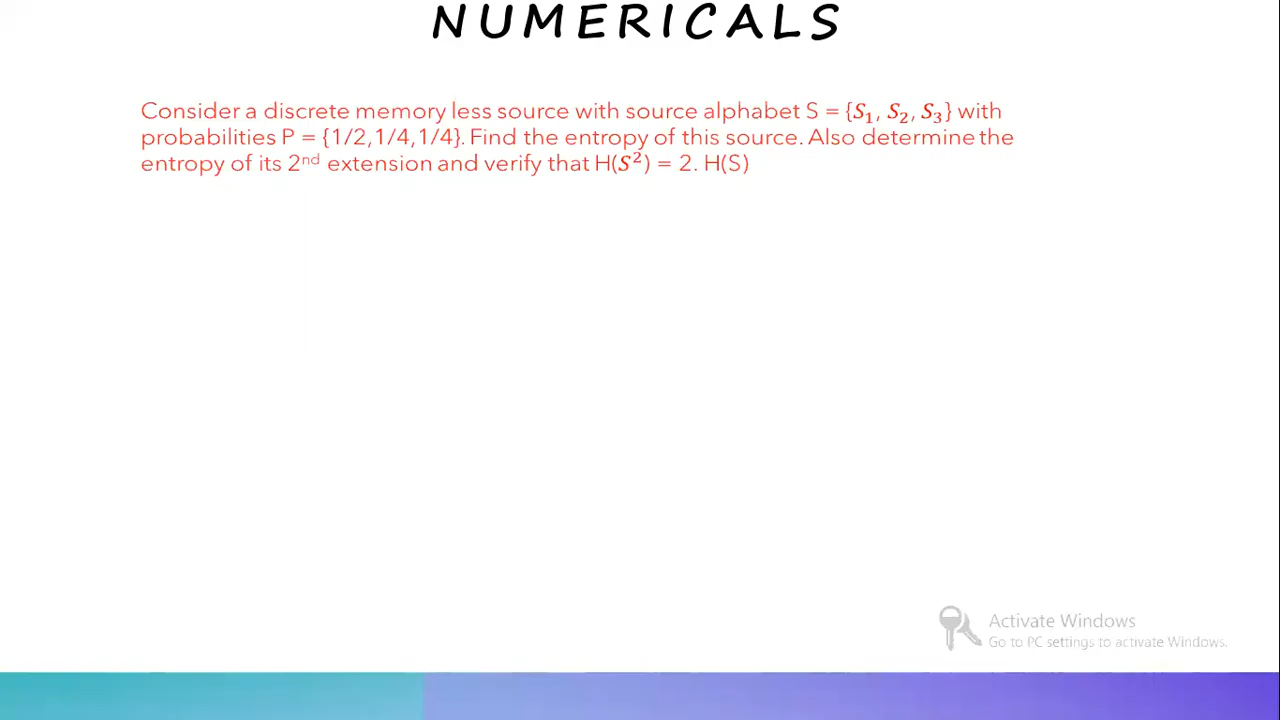 NUMERICALS
Consider a discrete memory less source with source alphabet S = {𝑺₁, 𝑺₂, 𝑺₃} with
probabilities P = {1/2,1/4,1/4}. Find the entropy of this source. Also determine the
entropy of its 2ⁿᵈ extension and verify that H(𝑺²) = 2. H(S)
Activate Windows
Go to PC settings to activate Windows.